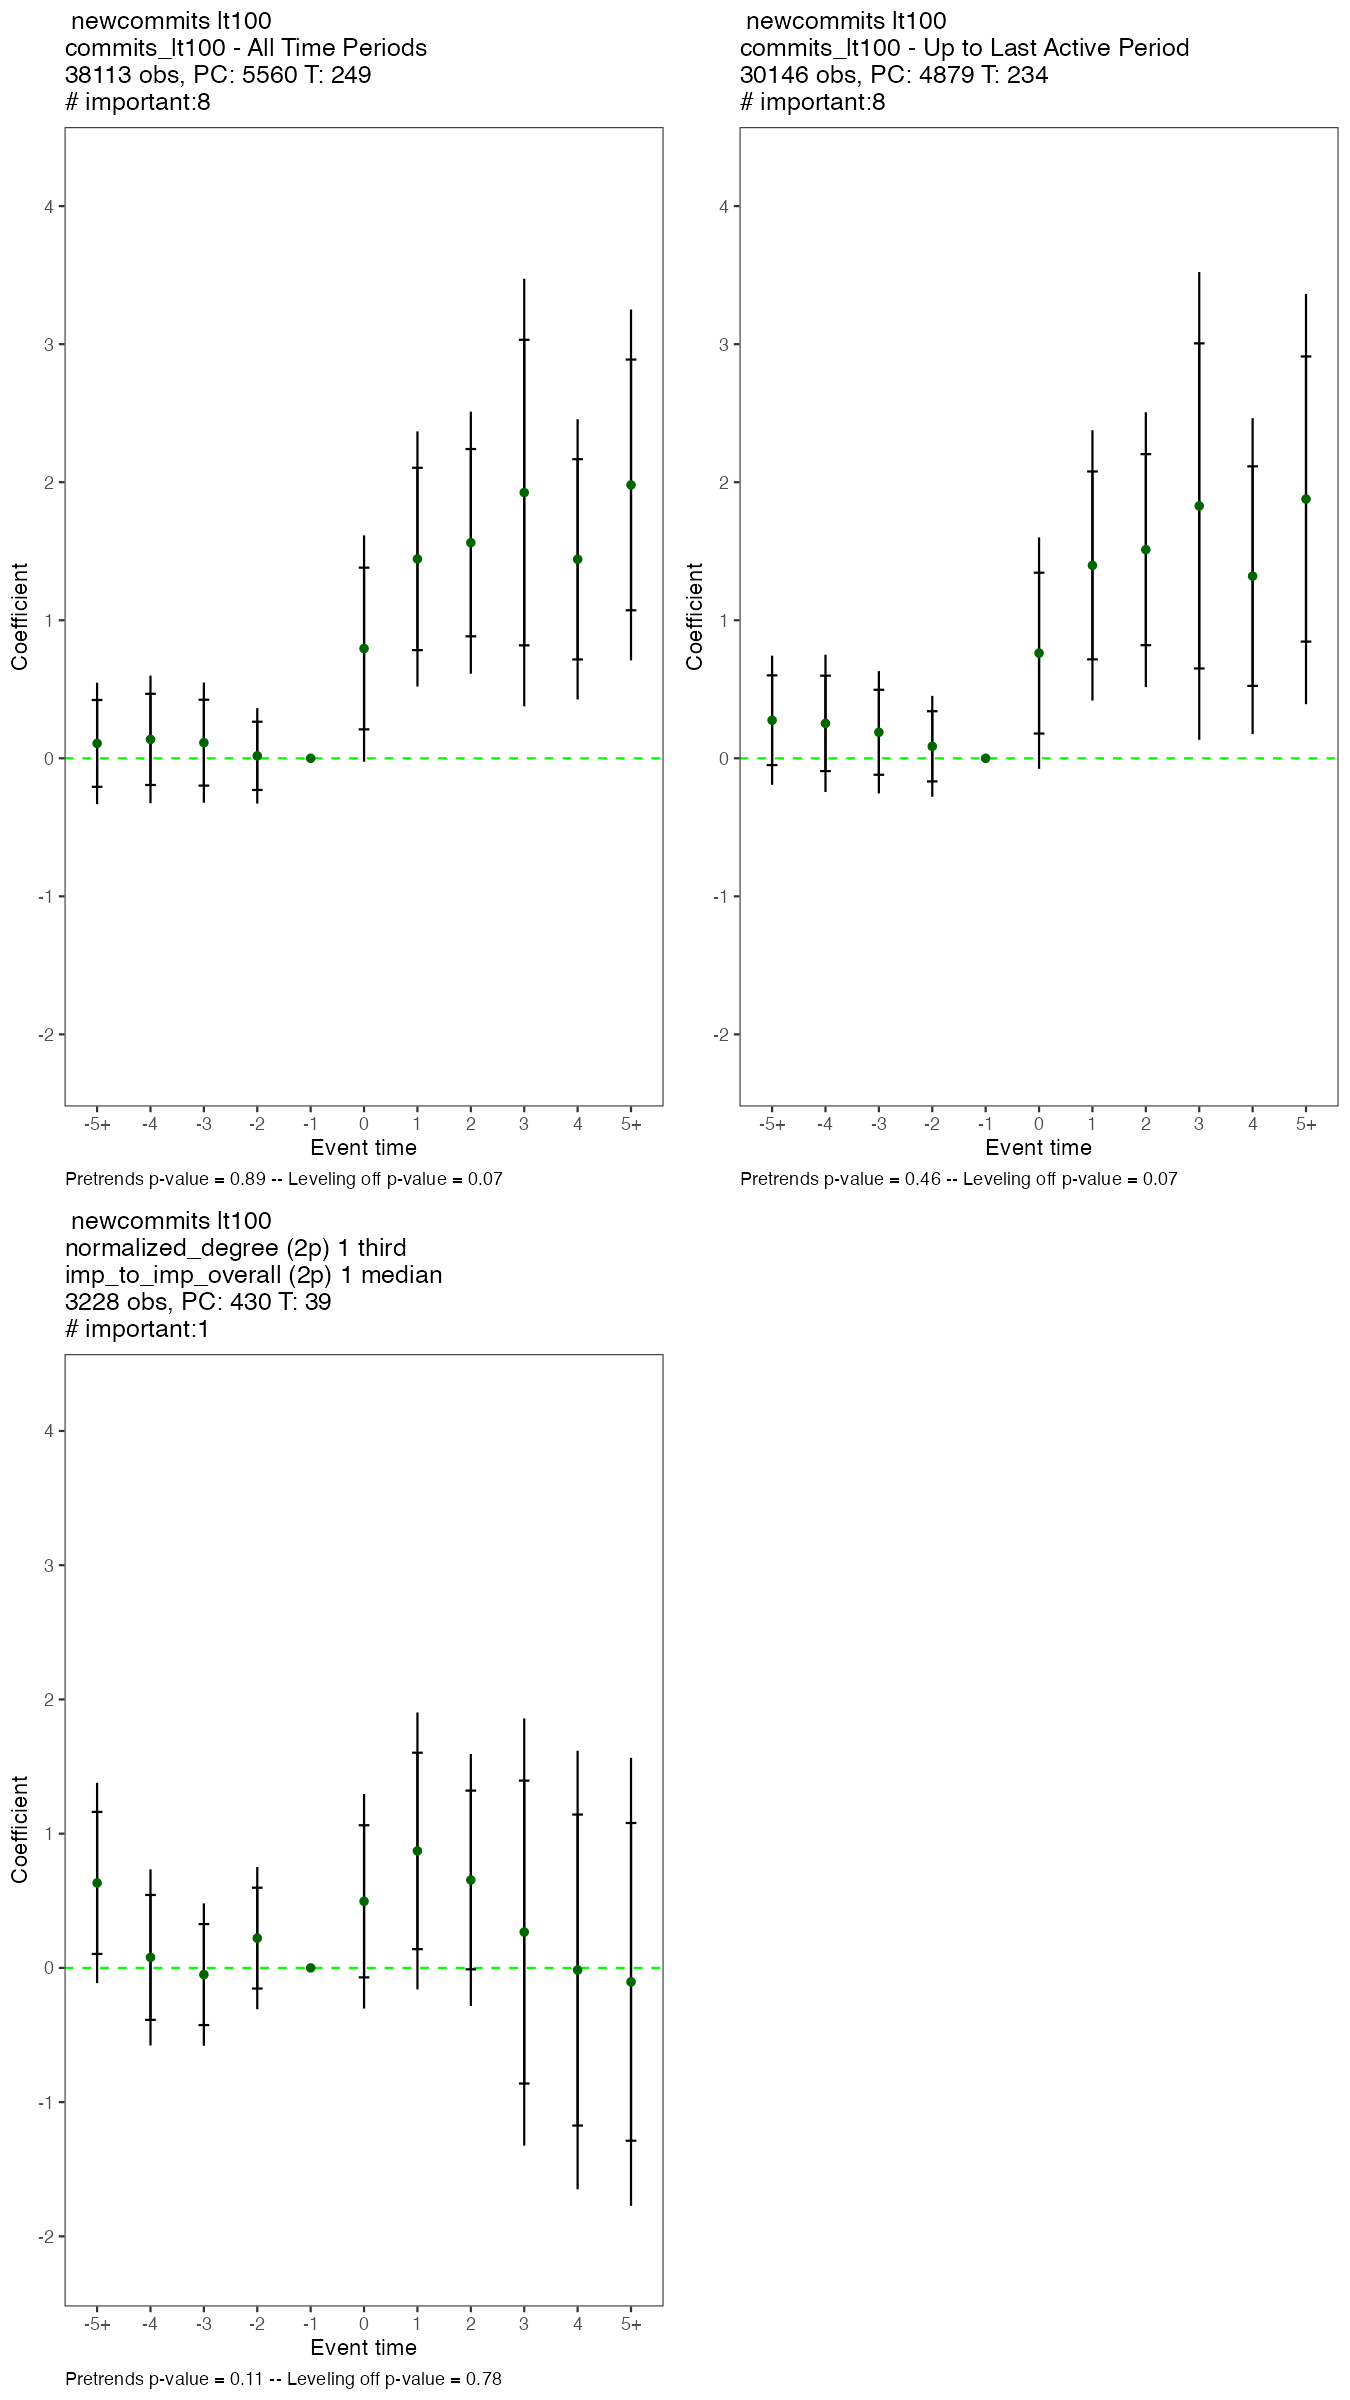 newcommits lt100
commits_lt100 - All Time Periods
38113 obs, PC: 5560 T: 249
# important:8
4
3
2
1
0
-1
-2
Coefficient
-5+ -4 -3 -2 -1 0 1 2 3 4 5+
Event time
Pretrends p-value = 0.89 -- Leveling off p-value = 0.07
newcommits lt100
commits_lt100 - Up to Last Active Period
30146 obs, PC: 4879 T: 234
# important:8
4
3
2
1
0
-1
-2
Coefficient
-5+ -4 -3 -2 -1 0 1 2 3 4 5+
Event time
Pretrends p-value = 0.46 -- Leveling off p-value = 0.07
newcommits lt100
normalized_degree (2p) 1 third
imp_to_imp_overall (2p) 1 median
3228 obs, PC: 430 T: 39
# important:1
4
3
2
1
0
-1
-2
Coefficient
-5+ -4 -3 -2 -1 0 1 2 3 4 5+
Event time
Pretrends p-value = 0.11 -- Leveling off p-value = 0.78